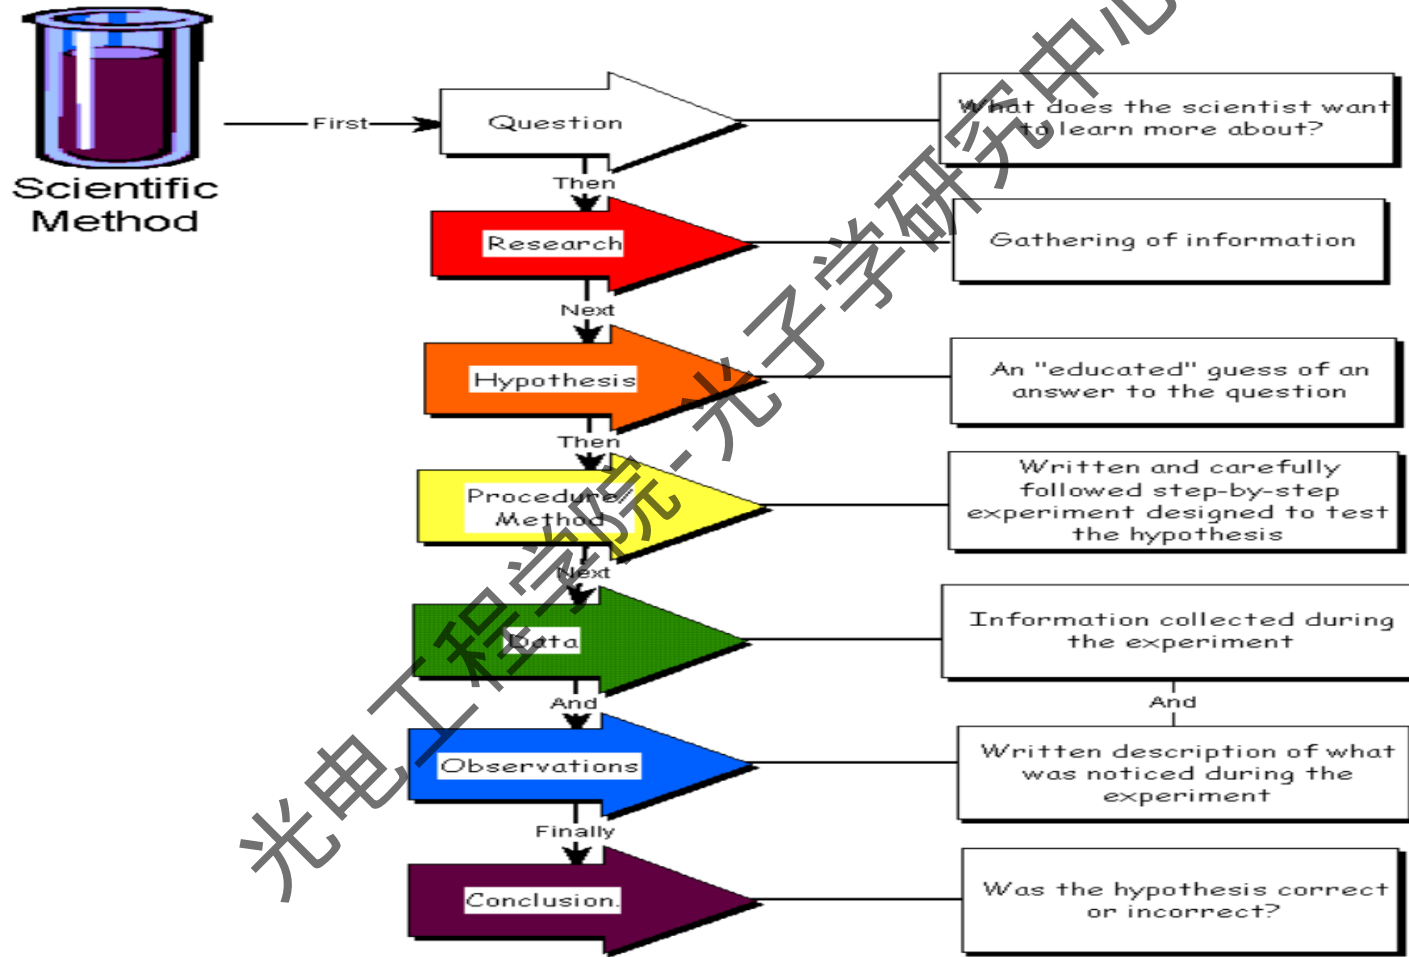 Scientific
Method
First
Question
What does the scientist want
to learn more about?
Then
Research
Gathering of information
Next
Hypothesis
An "educated" guess of an
answer to the question
Then
Procedure/
Method
Written and carefully
followed step-by-step
experiment designed to test
the hypothesis
Next
Data
Information collected during
the experiment
And
And
Observations
Written description of what
was noticed during the
experiment
Finally
Conclusion.
Was the hypothesis correct
or incorrect?
光电工程学院-光子学研究中心